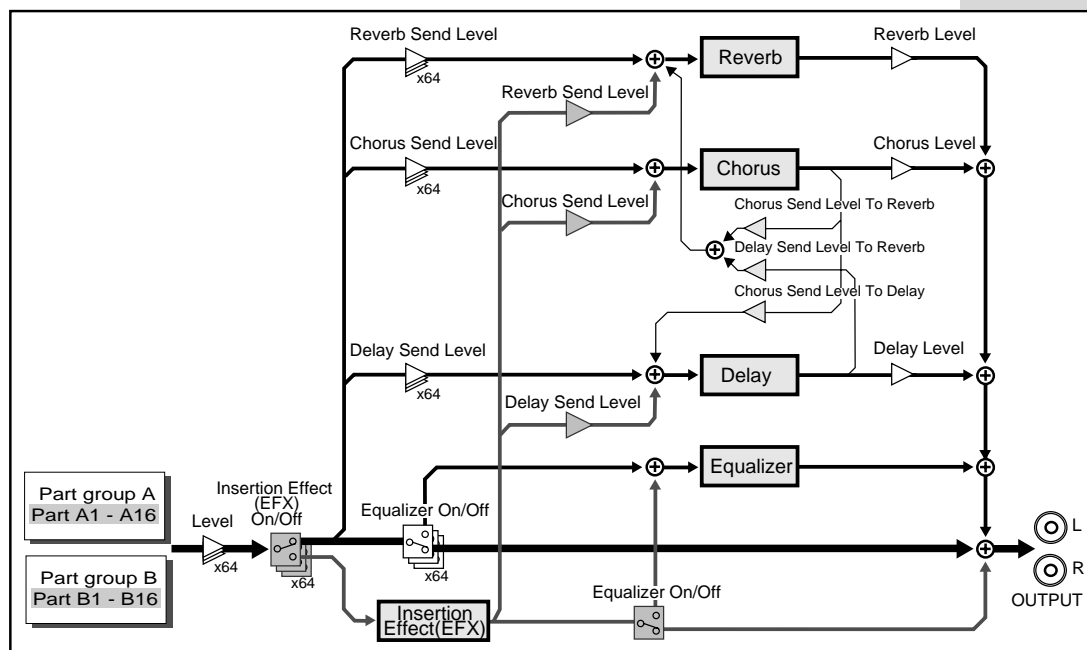 Reverb Send Level
x64
Reverb
Reverb Level
Reverb Send Level
Chorus Send Level
x64
Chorus
Chorus Level
Chorus Send Level
Chorus Send Level To Reverb
Delay Send Level To Reverb
Chorus Send Level To Delay
Delay Send Level
x64
Delay
Delay Level
Delay Send Level
Equalizer
Part group A
Part A1 - A16
Part group B
Part B1 - B16
Level
x64
Insertion Effect
(EFX)
On/Off
x64
Equalizer On/Off
x64
Insertion
Effect(EFX)
Equalizer On/Off
L
R
OUTPUT